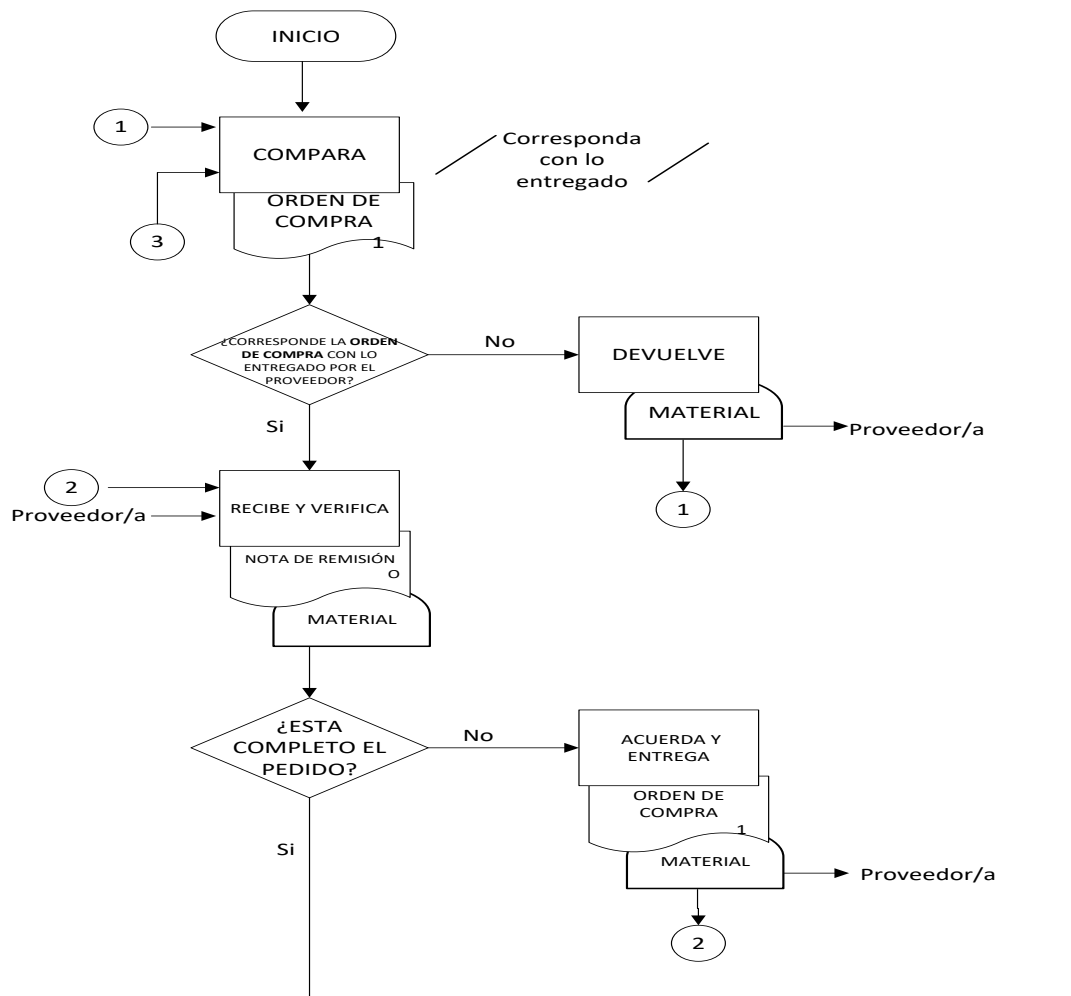 INICIO
1
COMPARA
Corresponda
con lo
entregado
ORDEN DE
COMPRA
1
3
¿CORRESPONDE LA ORDEN
DE COMPRA CON LO
ENTREGADO POR EL
PROVEEDOR?
No
DEVUELVE
MATERIAL
Proveedor/a
1
Si
2
Proveedor/a
RECIBE Y VERIFICA
NOTA DE REMISIÓN
O
MATERIAL
¿ESTA
COMPLETO EL
PEDIDO?
No
ACUERDA Y
ENTREGA
ORDEN DE
COMPRA
1
MATERIAL
Proveedor/a
2
Si